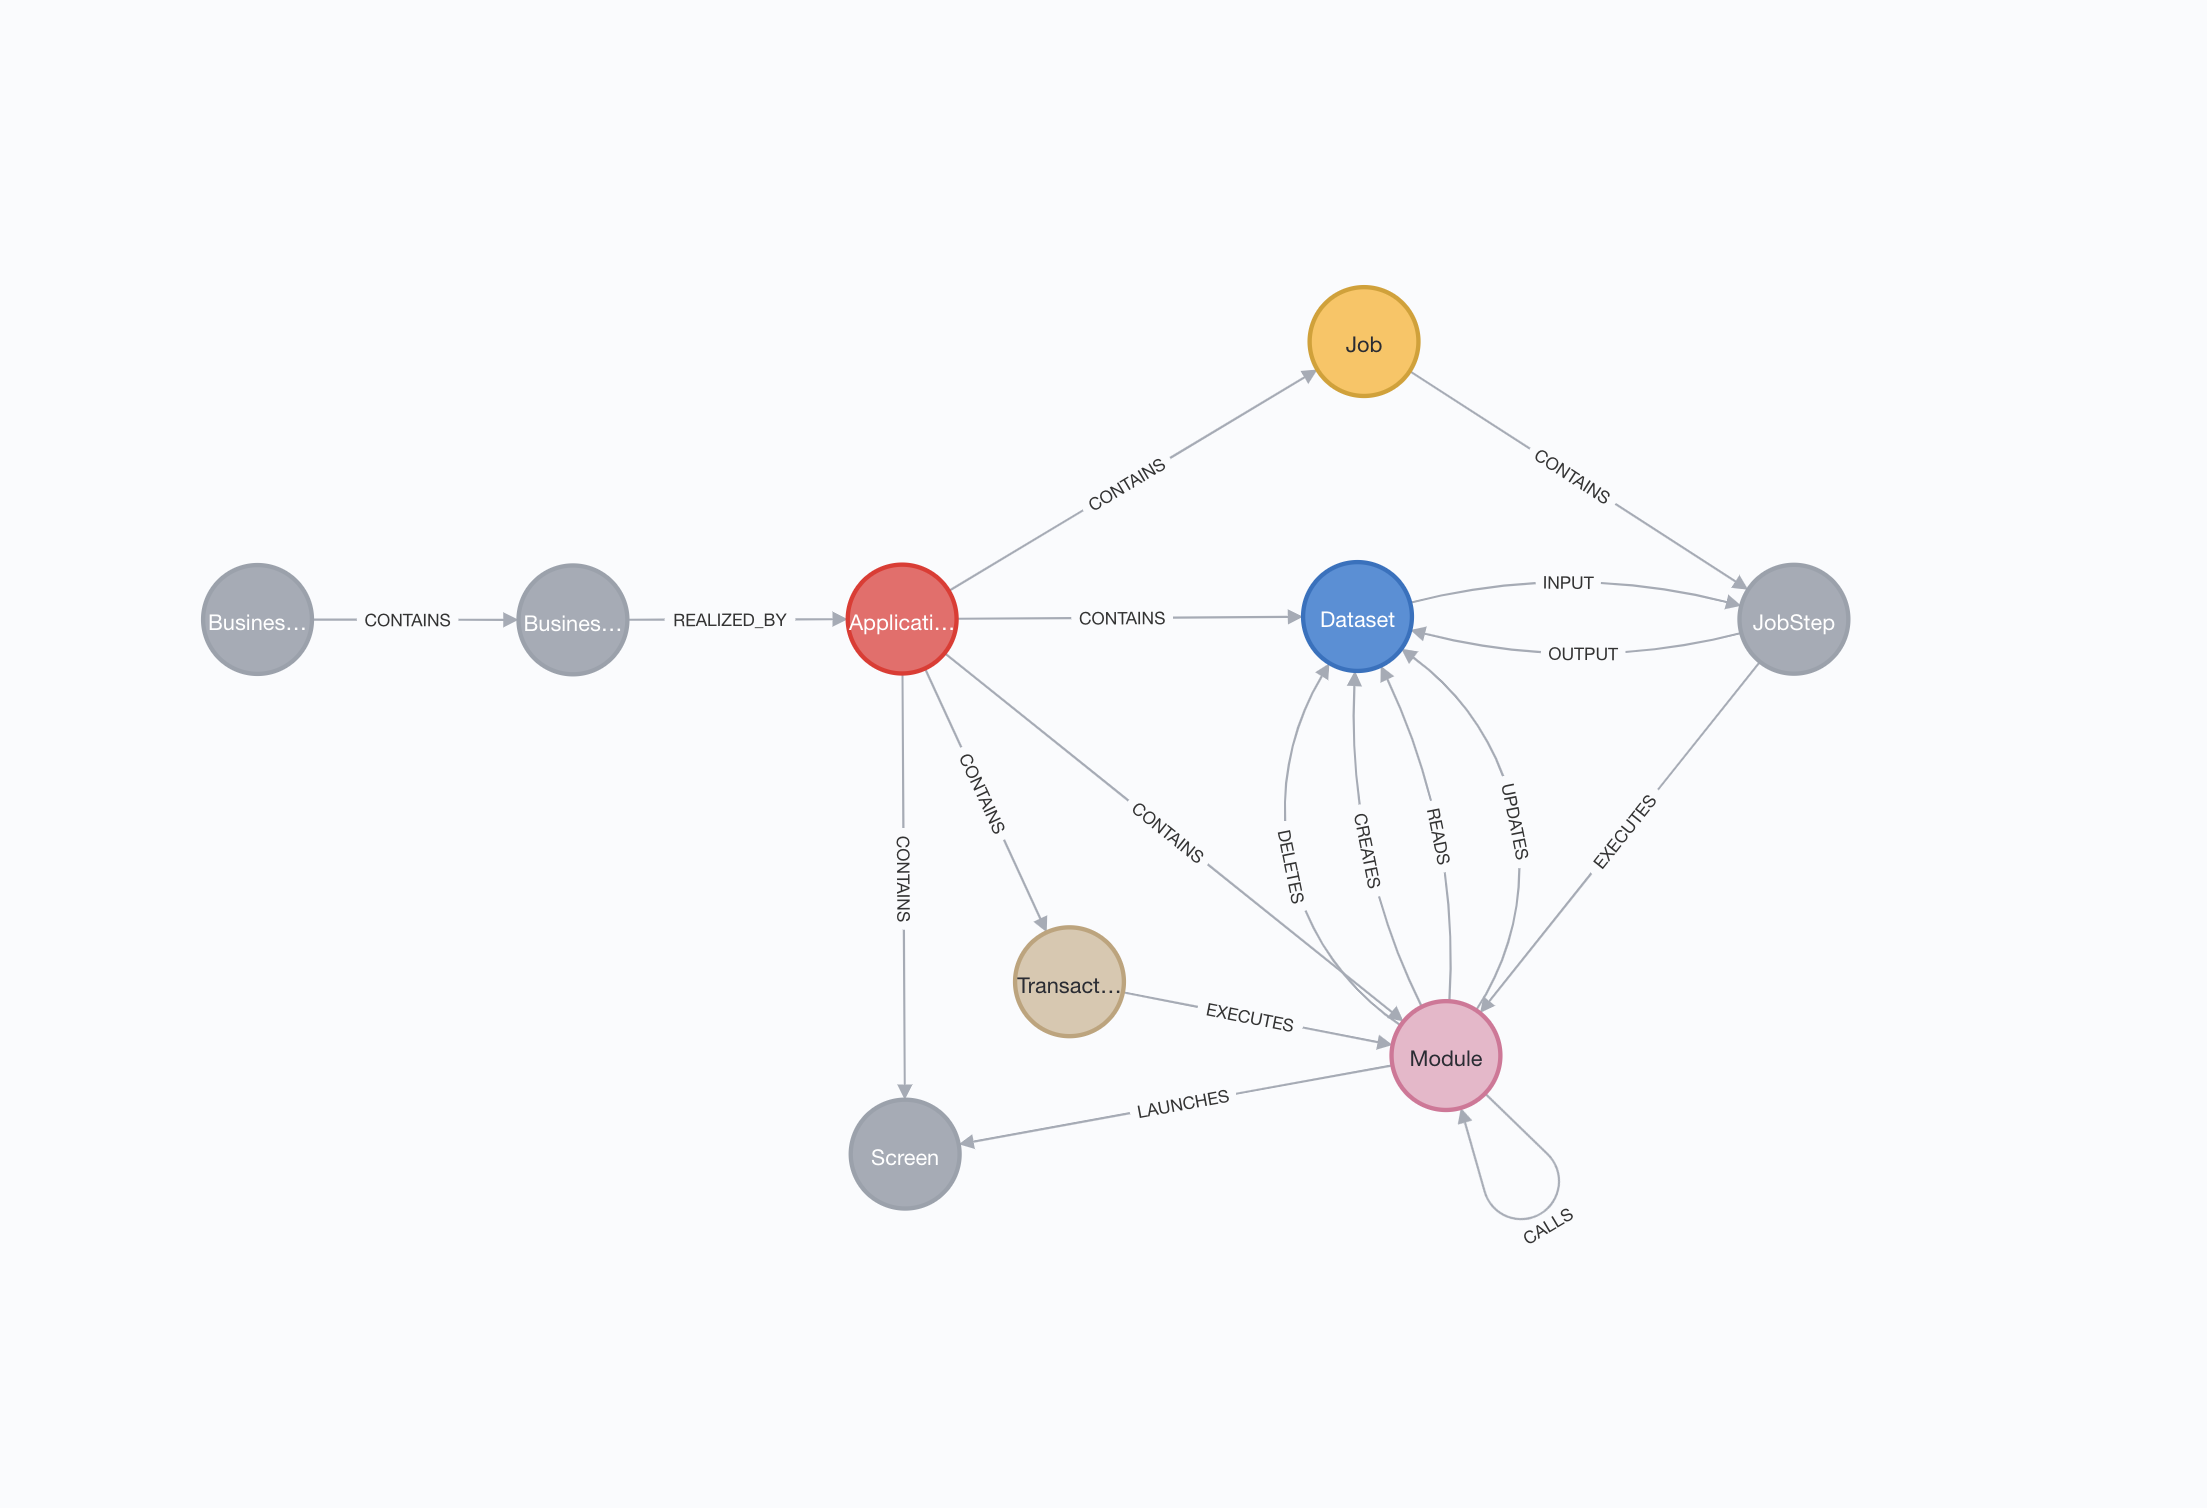 Job
CONTAINS
CONTAINS
Busines...
CONTAINS
Busines...
REALIZED_BY
Applicati...
CONTAINS
Dataset
INPUT
OUTPUT
JobStep
CONTAINS
CONTAINS
CONTAINS
DELETES
CREATES
READS
UPDATES
EXECUTES
Transact...
EXECUTES
Module
LAUNCHES
Screen
CALLS